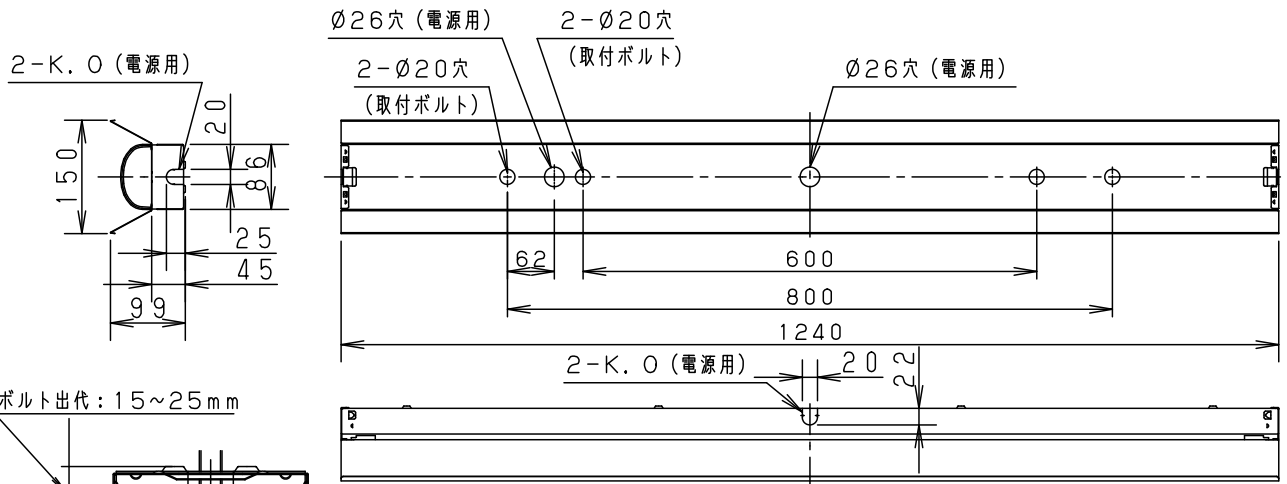 Ø26穴(電源用)
2-Ø20穴
(取付ボルト)
2-K.O(電源用)
2-Ø20穴
(取付ボルト)
Ø26穴(電源用)
20
150
86
25
45
99
62
600
800
1240
2-K.O(電源用)
20
22
ボルト出代:15~25mm